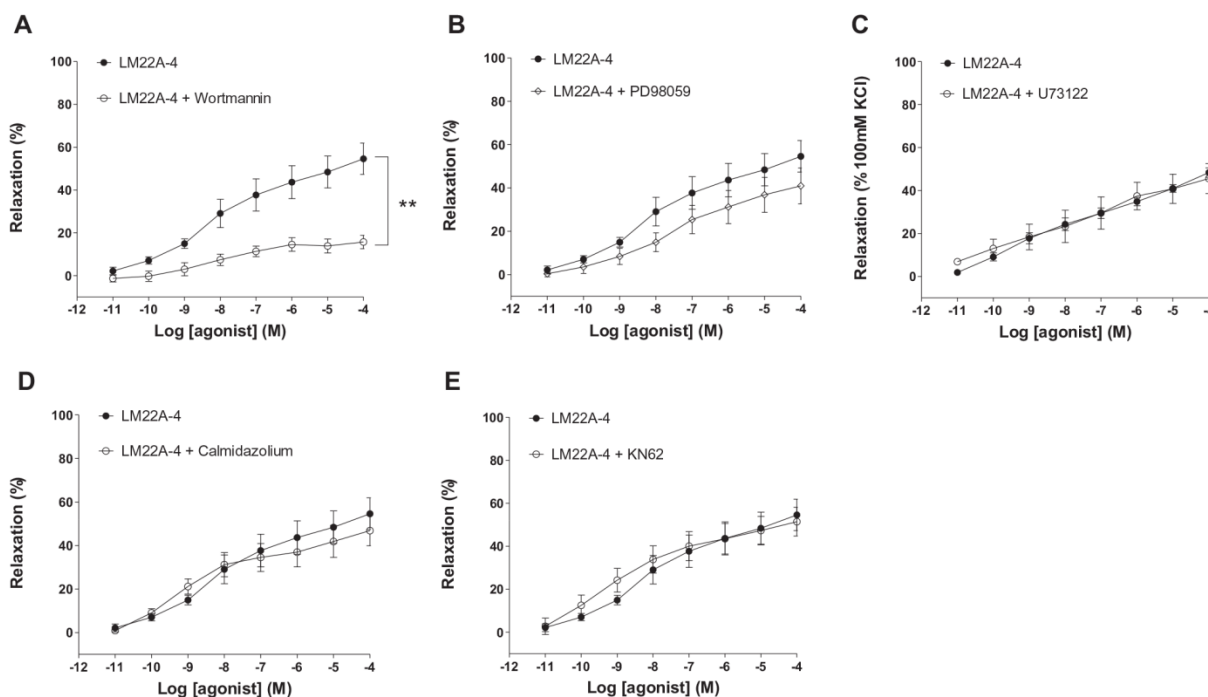 A
LM22A-4
LM22A-4 + Wortmannin
Relaxation (%)
100
80
60
40
20
0
**
-12 -11 -10 -9 -8 -7 -6 -5 -4
Log [agonist] (M)
B
LM22A-4
LM22A-4 + PD98059
Relaxation (%)
100
80
60
40
20
0
-12 -11 -10 -9 -8 -7 -6 -5 -4
Log [agonist] (M)
C
LM22A-4
LM22A-4 + U73122
Relaxation (% 100mM KCl)
100
80
60
40
20
0
-12 -11 -10 -9 -8 -7 -6 -5 -4
Log [agonist] (M)
D
LM22A-4
LM22A-4 + Calmidazolium
Relaxation (%)
100
80
60
40
20
0
-12 -11 -10 -9 -8 -7 -6 -5 -4
Log [agonist] (M)
E
LM22A-4
LM22A-4 + KN62
Relaxation (%)
100
80
60
40
20
0
-12 -11 -10 -9 -8 -7 -6 -5 -4
Log [agonist] (M)